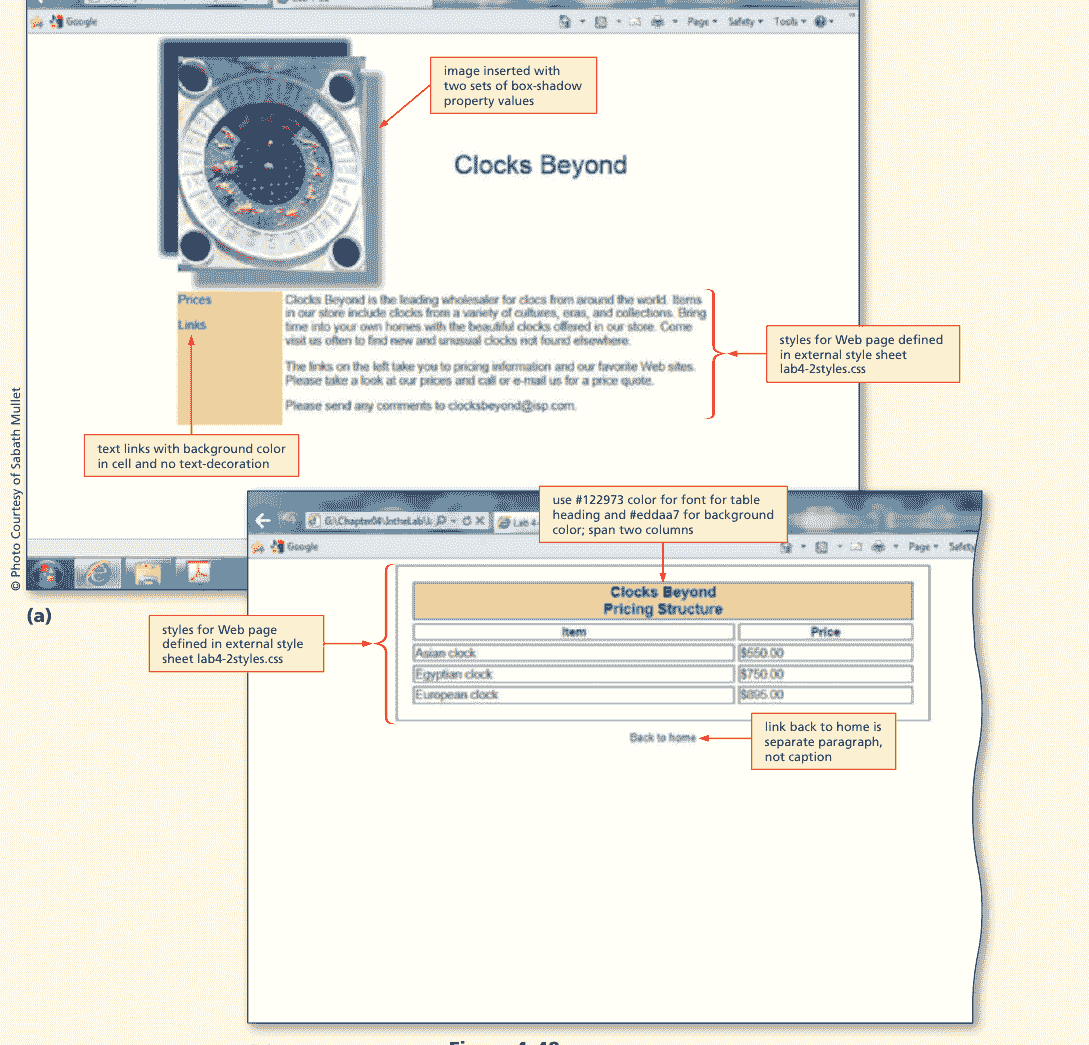 Google
Page
Safety
Tools
image inserted with
two sets of box-shadow
property values
Clocks Beyond
Prices
Links
Clocks Beyond is the leading wholesaler for clocs from around the world. Items
in our store include clocks from a variety of cultures, eras, and collections. Bring
time into your own homes with the beautiful clocks offered in our store. Come
visit us often to find new and unusual clocks not found elsewhere.
The links on the left take you to pricing information and our favorite Web sites.
Please take a look at our prices and call or e-mail us for a price quote.
Please send any comments to clocksbeyond@isp.com.
styles for Web page defined
in external style sheet
lab4-2styles.css
text links with background color
in cell and no text-decoration
© Photo Courtesy of Sabath Mullet
(a)
use #122973 color for font for table
heading and #eddaa7 for background
color; span two columns
G:\Chapter04\IntheLab\
Lab 4-
Google
Page
Safety
styles for Web page
defined in external style
sheet lab4-2styles.css
Clocks Beyond
Pricing Structure
Item
Price
Asian clock
$550.00
Egyptian clock
$750.00
European clock
$895.00
Back to home
link back to home is
separate paragraph,
not caption